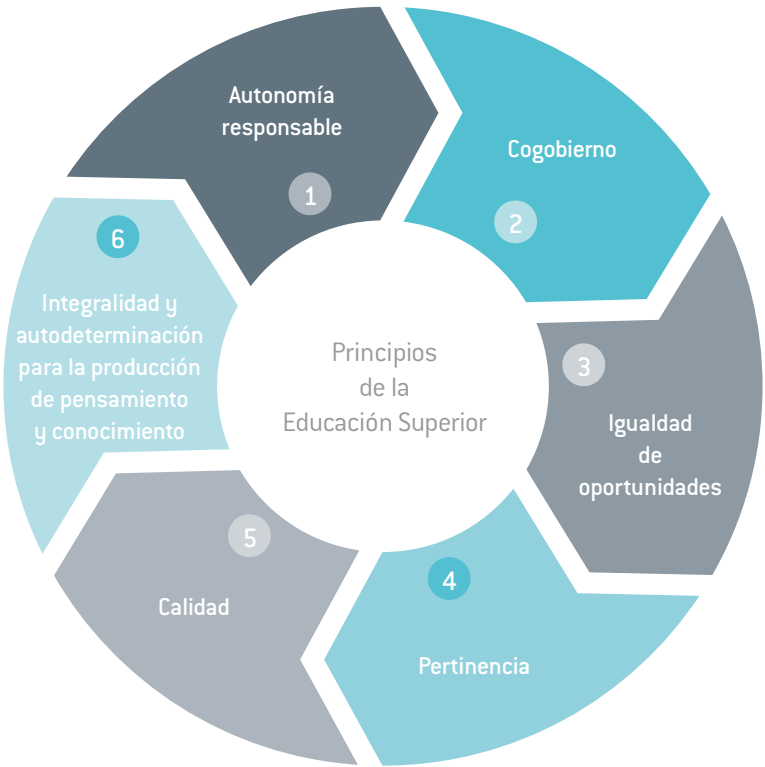 Principios
de la
Educación Superior
Autonomía
responsable
1
Cogobierno
2
3
Igualdad
de
oportunidades
4
Pertinencia
5
Calidad
6
Integralidad y
autodeterminación
para la producción
de pensamiento
y conocimiento